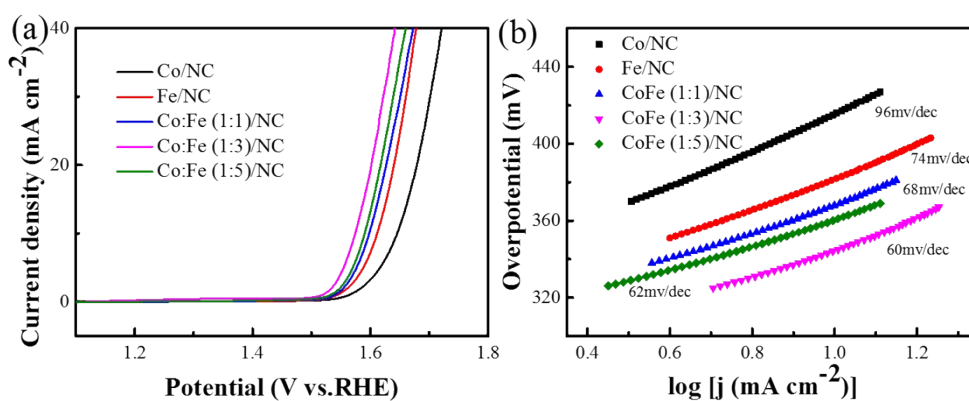 (a)
Current density (mA cm-2)
40
20
0
Co/NC
Fe/NC
Co:Fe (1:1)/NC
Co:Fe (1:3)/NC
Co:Fe (1:5)/NC
1.2
1.4
1.6
1.8
Potential (V vs.RHE)
(b)
Overpotential (mV)
440
400
360
320
Co/NC
Fe/NC
CoFe (1:1)/NC
CoFe (1:3)/NC
CoFe (1:5)/NC
96mv/dec
74mv/dec
68mv/dec
60mv/dec
62mv/dec
0.4
0.6
0.8
1.0
1.2
log [j (mA cm-2)]